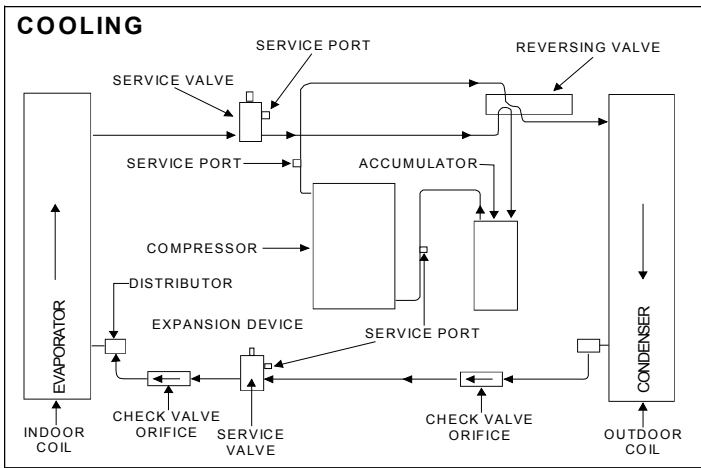 COOLING
SERVICE PORT
REVERSING VALVE
SERVICE VALVE
SERVICE PORT
ACCUMULATOR
COMPRESSOR
DISTRIBUTOR
EXPANSION DEVICE
SERVICE PORT
EVAPORATOR
CONDENSER
CHECK VALVE
ORIFICE
CHECK VALVE
ORIFICE
INDOOR
COIL
SERVICE
VALVE
OUTDOOR
COIL